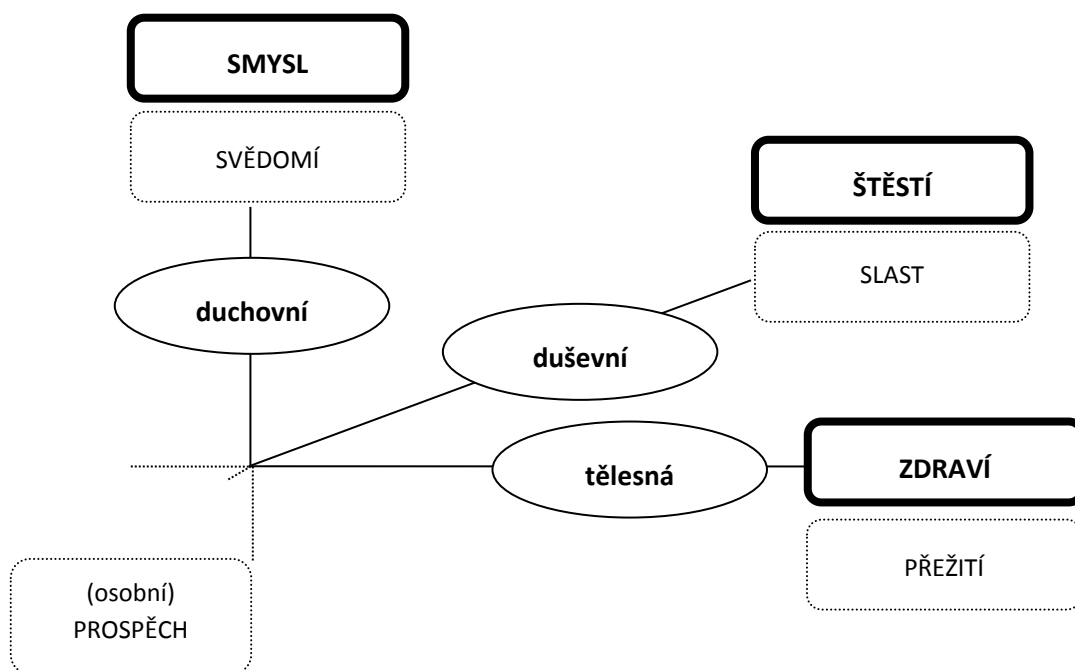 SMYSL
SVĚDOMÍ
ŠTĚSTÍ
SLAST
duchovní
duševní
tělesná
ZDRAVÍ
PŘEŽITÍ
(osobní)
PROSPĚCH